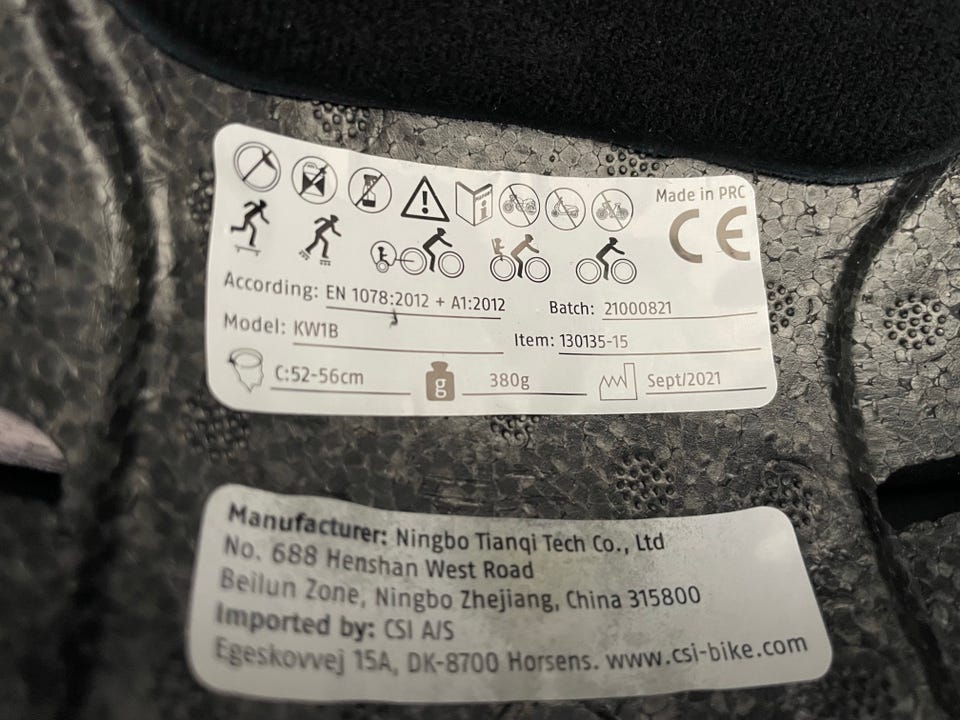 Made in PRC
CE
According: EN 1078:2012 + A1:2012 Batch: 21000821
Model: KW1B Item: 130135-15
C:52-56cm g 380g Sept/2021
Manufacturer: Ningbo Tianqi Tech Co., Ltd
No. 688 Henshan West Road
Beilun Zone, Ningbo Zhejiang, China 315800
Imported by: CSI A/S
Egeskovvej 15A, DK-8700 Horsens. www.csi-bike.com